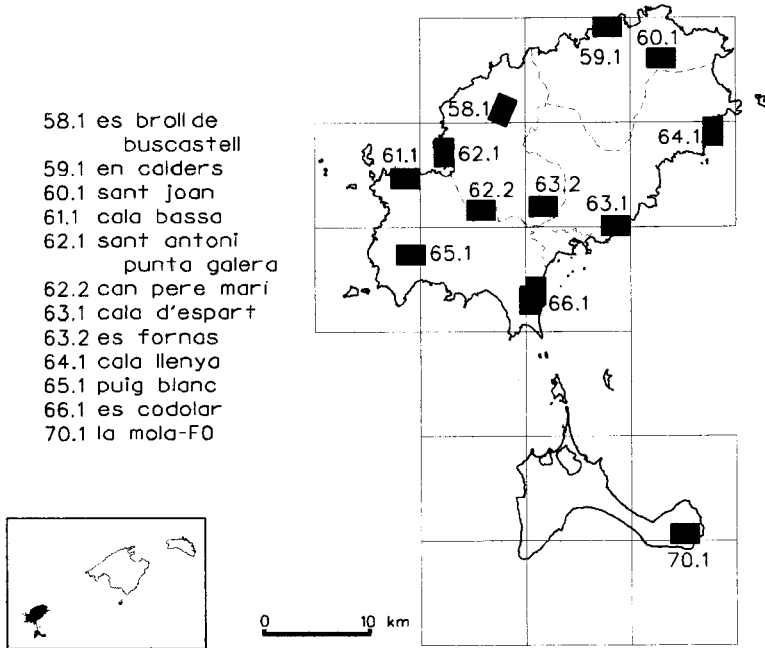 58.1 es broll de
buscastell
59.1 en calders
60.1 sant joan
61.1 cala bassa
62.1 sant antoni
punta galera
62.2 can pere marí
63.1 cala d'espart
63.2 es fornas
64.1 cala llenya
65.1 puig blanc
66.1 es codolar
70.1 la mola-F0
59.1
60.1
58.1
64.1
61.1
62.1
62.2
63.2
63.1
65.1
66.1
70.1
0 10 km